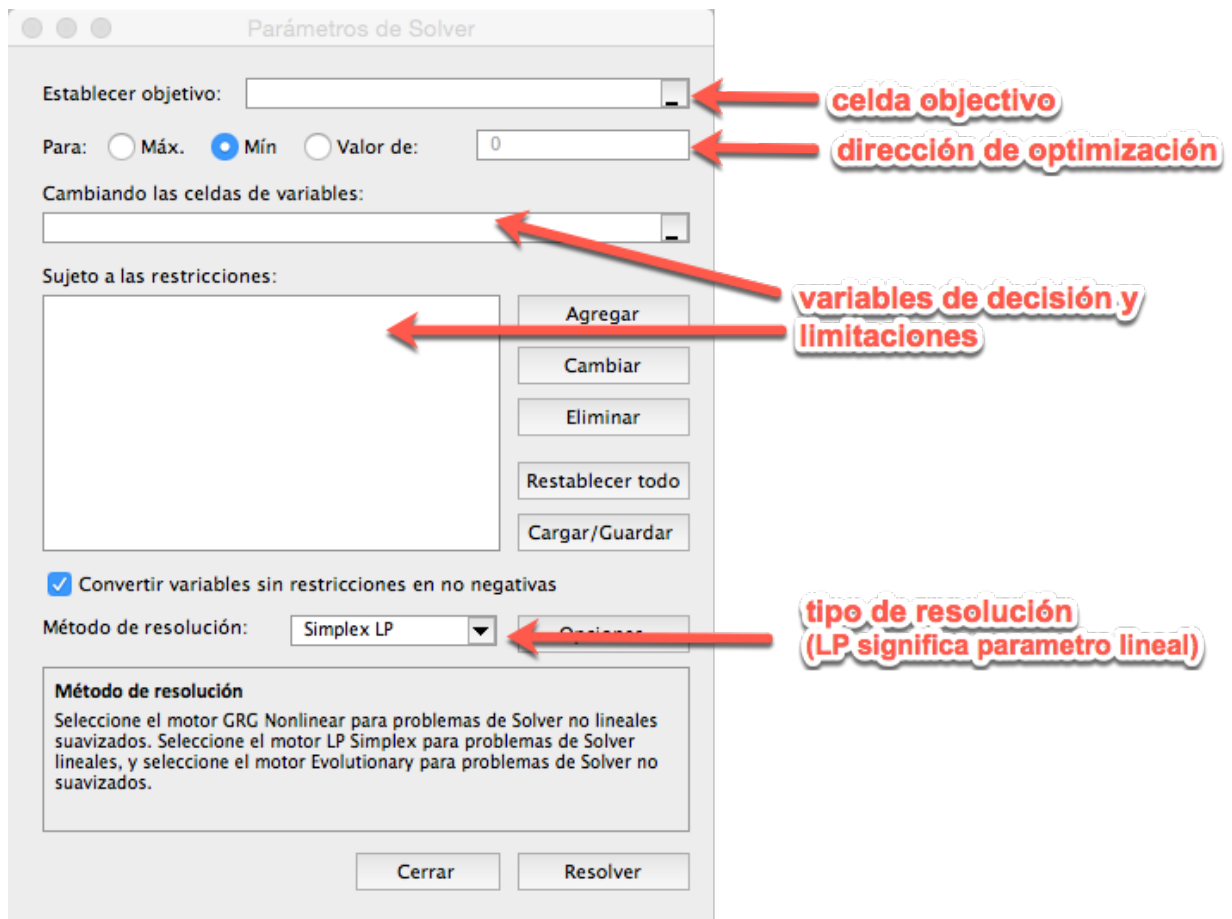 Parámetros de Solver
Establecer objetivo:
celda objectivo
Para: Máx. Mín Valor de: 0
dirección de optimización
Cambiando las celdas de variables:
Sujeto a las restricciones:
variables de decisión y
limitaciones
Agregar
Cambiar
Eliminar
Restablecer todo
Cargar/Guardar
Convertir variables sin restricciones en no negativas
Método de resolución: Simplex LP Opciones
tipo de resolución
(LP significa parametro lineal)
Método de resolución
Seleccione el motor GRG Nonlinear para problemas de Solver no lineales
suavizados. Seleccione el motor LP Simplex para problemas de Solver
lineales, y seleccione el motor Evolutionary para problemas de Solver no
suavizados.
Cerrar Resolver